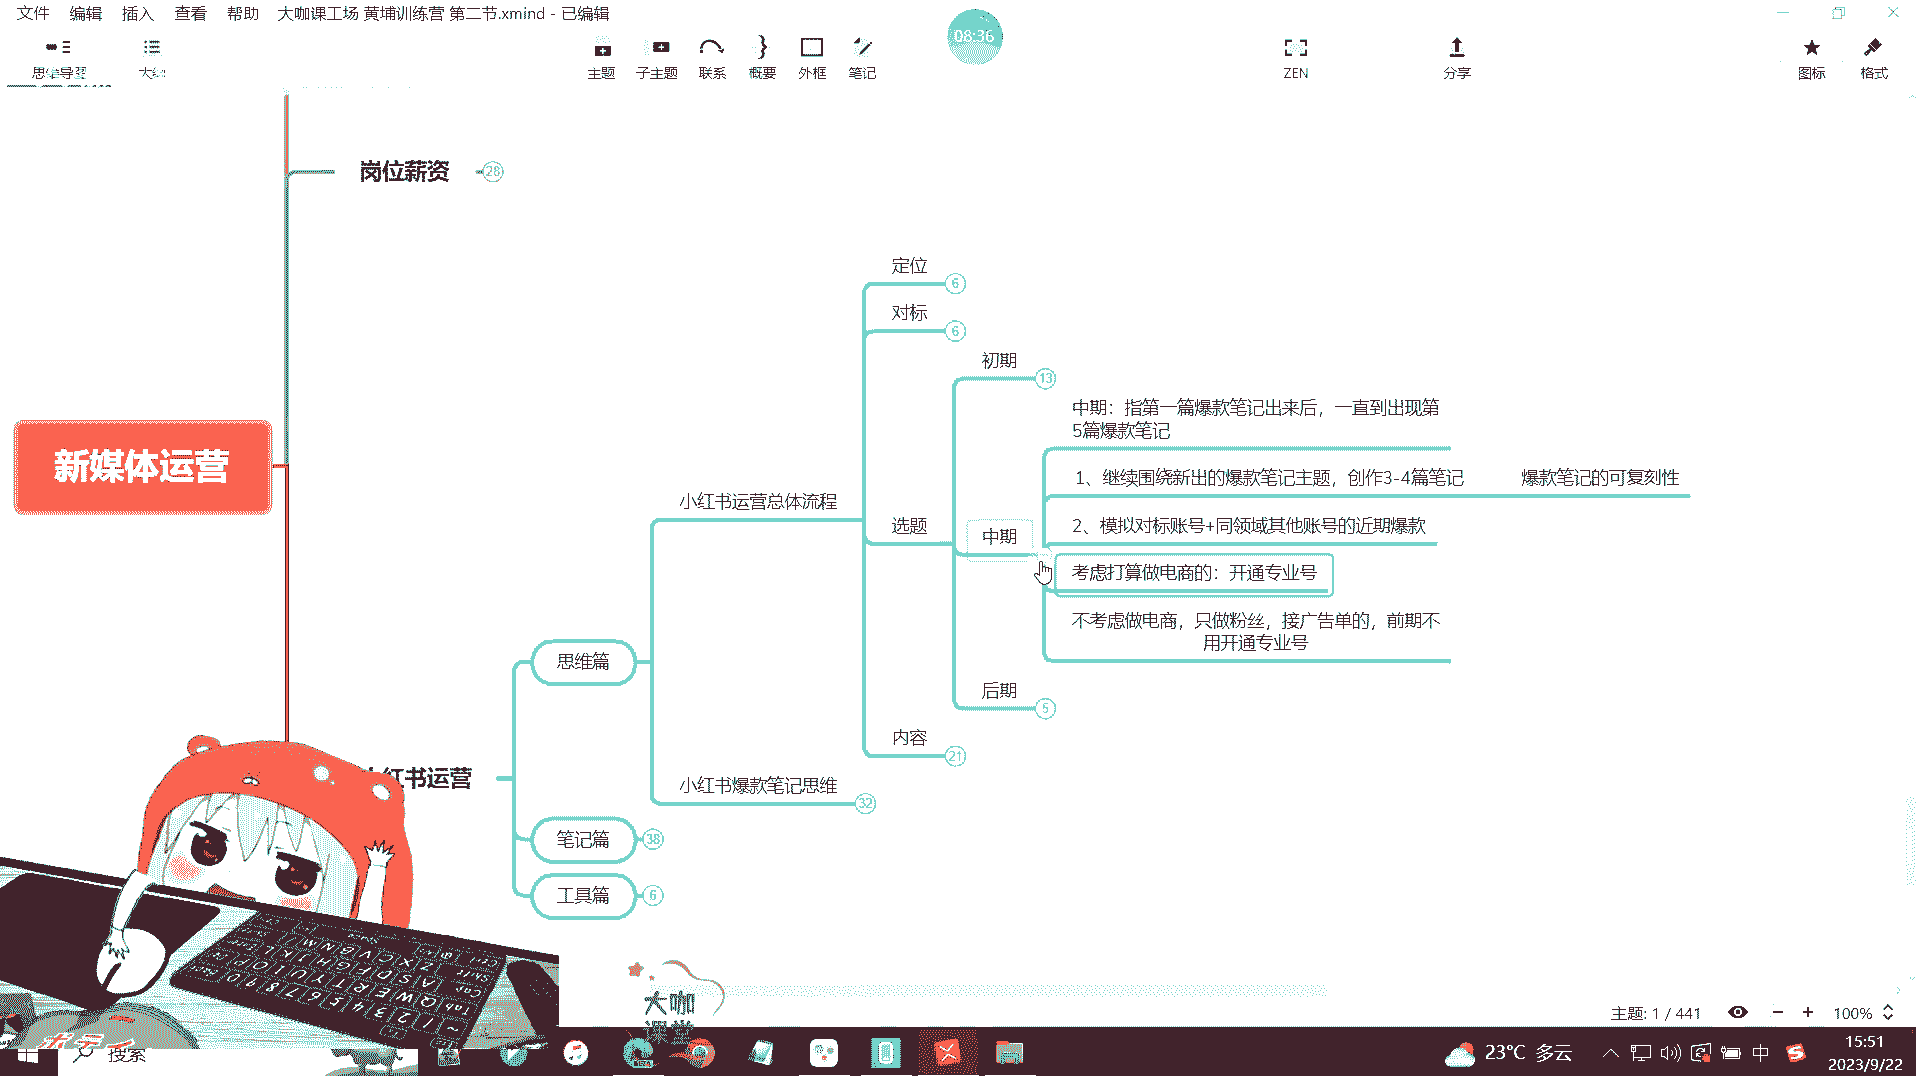 文件 编辑 插入 查看 帮助 大咖课工场 黄埔训练营 第二节.xmind - 已编辑
08:36
思维导图 大纲 主题 子主题 联系 概要 外框 笔记 ZEN 分享 图标 格式
岗位薪资 28
定位 6
对标 6
初期 13
中期：指第一篇爆款笔记出来后，一直到出现第
5篇爆款笔记
1、继续围绕新出的爆款笔记主题，创作3-4篇笔记 爆款笔记的可复刻性
新媒体运营
小红书运营总体流程
选题
2、模拟对标账号+同领域其他账号的近期爆款
中期
考虑打算做电商的：开通专业号
不考虑做电商，只做粉丝，接广告单的，前期不
用开通专业号
思维篇
后期 5
内容 21
红书运营
小红书爆款笔记思维 32
笔记篇 38
工具篇 6
大咖
课堂
主题: 1 / 441 100%
搜索
23°C 多云 中
15:51
2023/9/22